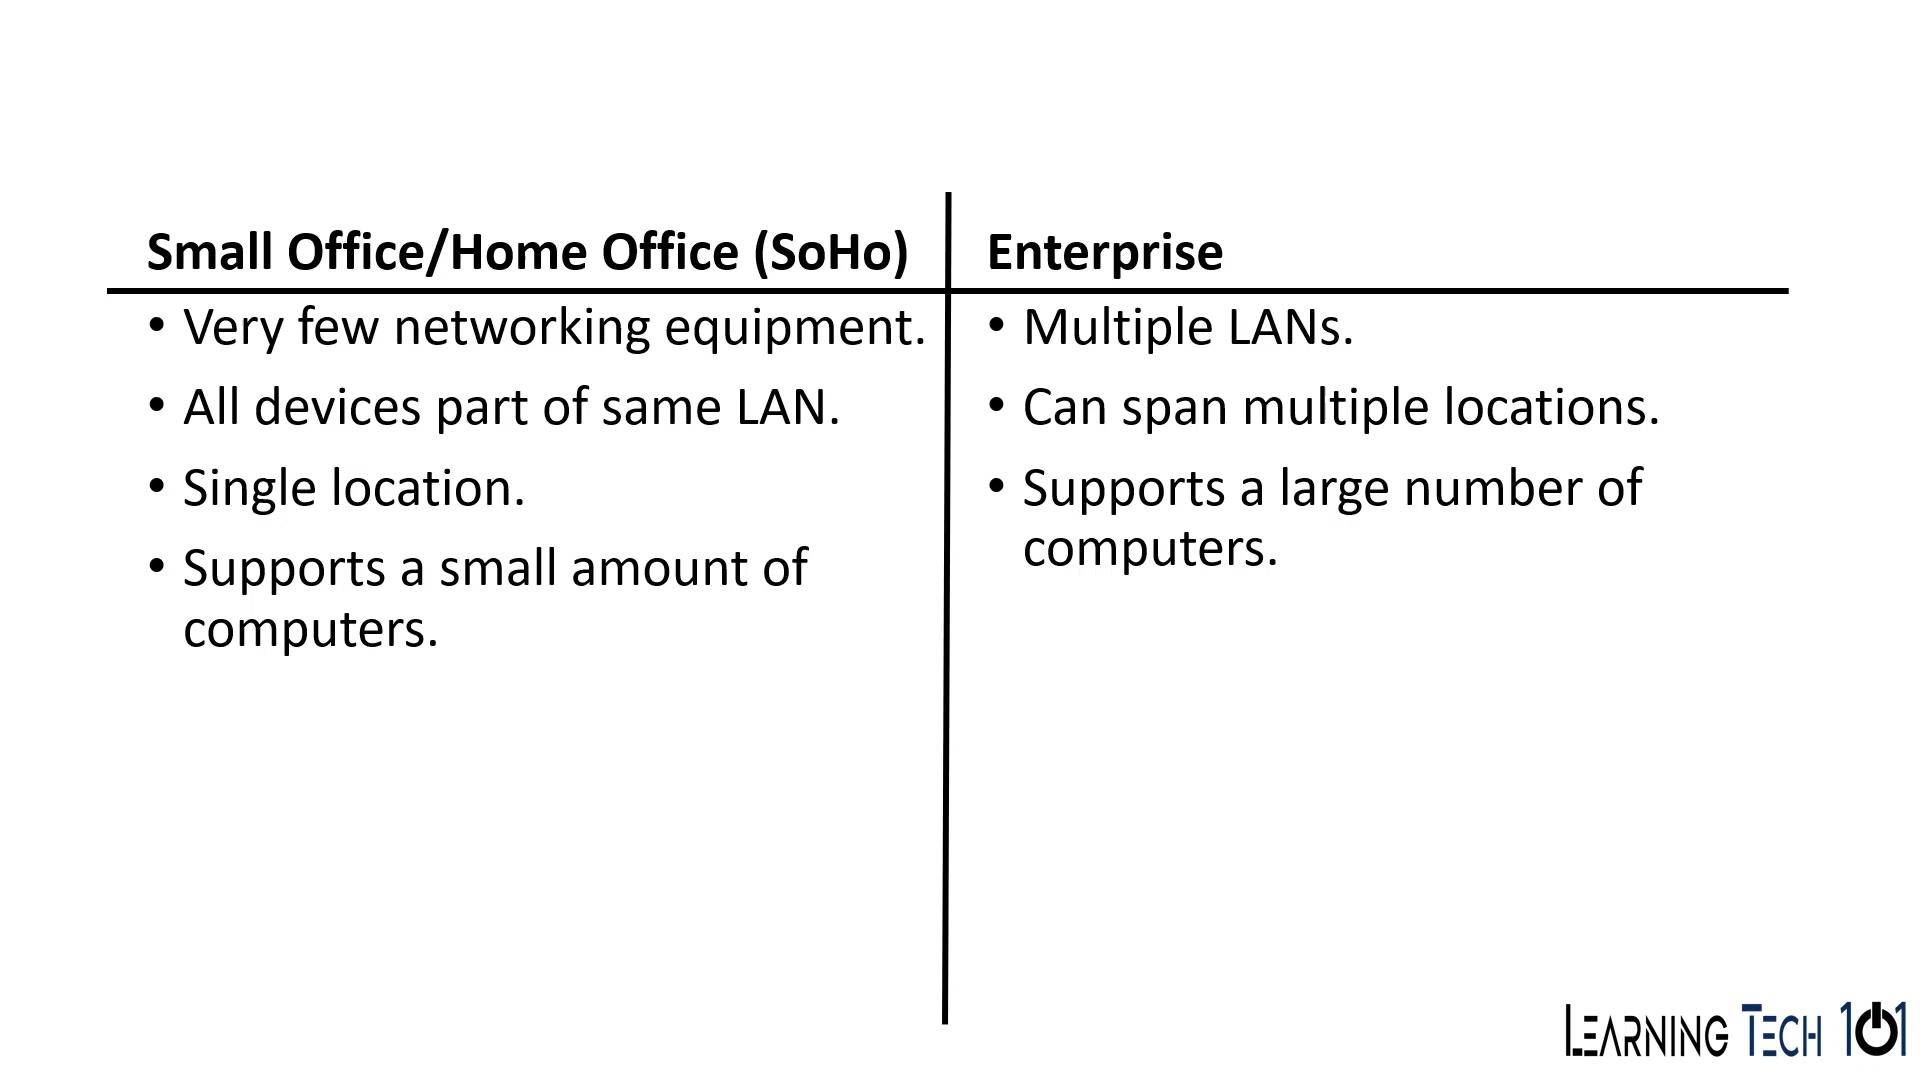 Small Office/Home Office (SoHo)
• Very few networking equipment.
• All devices part of same LAN.
• Single location.
• Supports a small amount of
computers.
Enterprise
• Multiple LANs.
• Can span multiple locations.
• Supports a large number of
computers.
LEARNING TECH 101